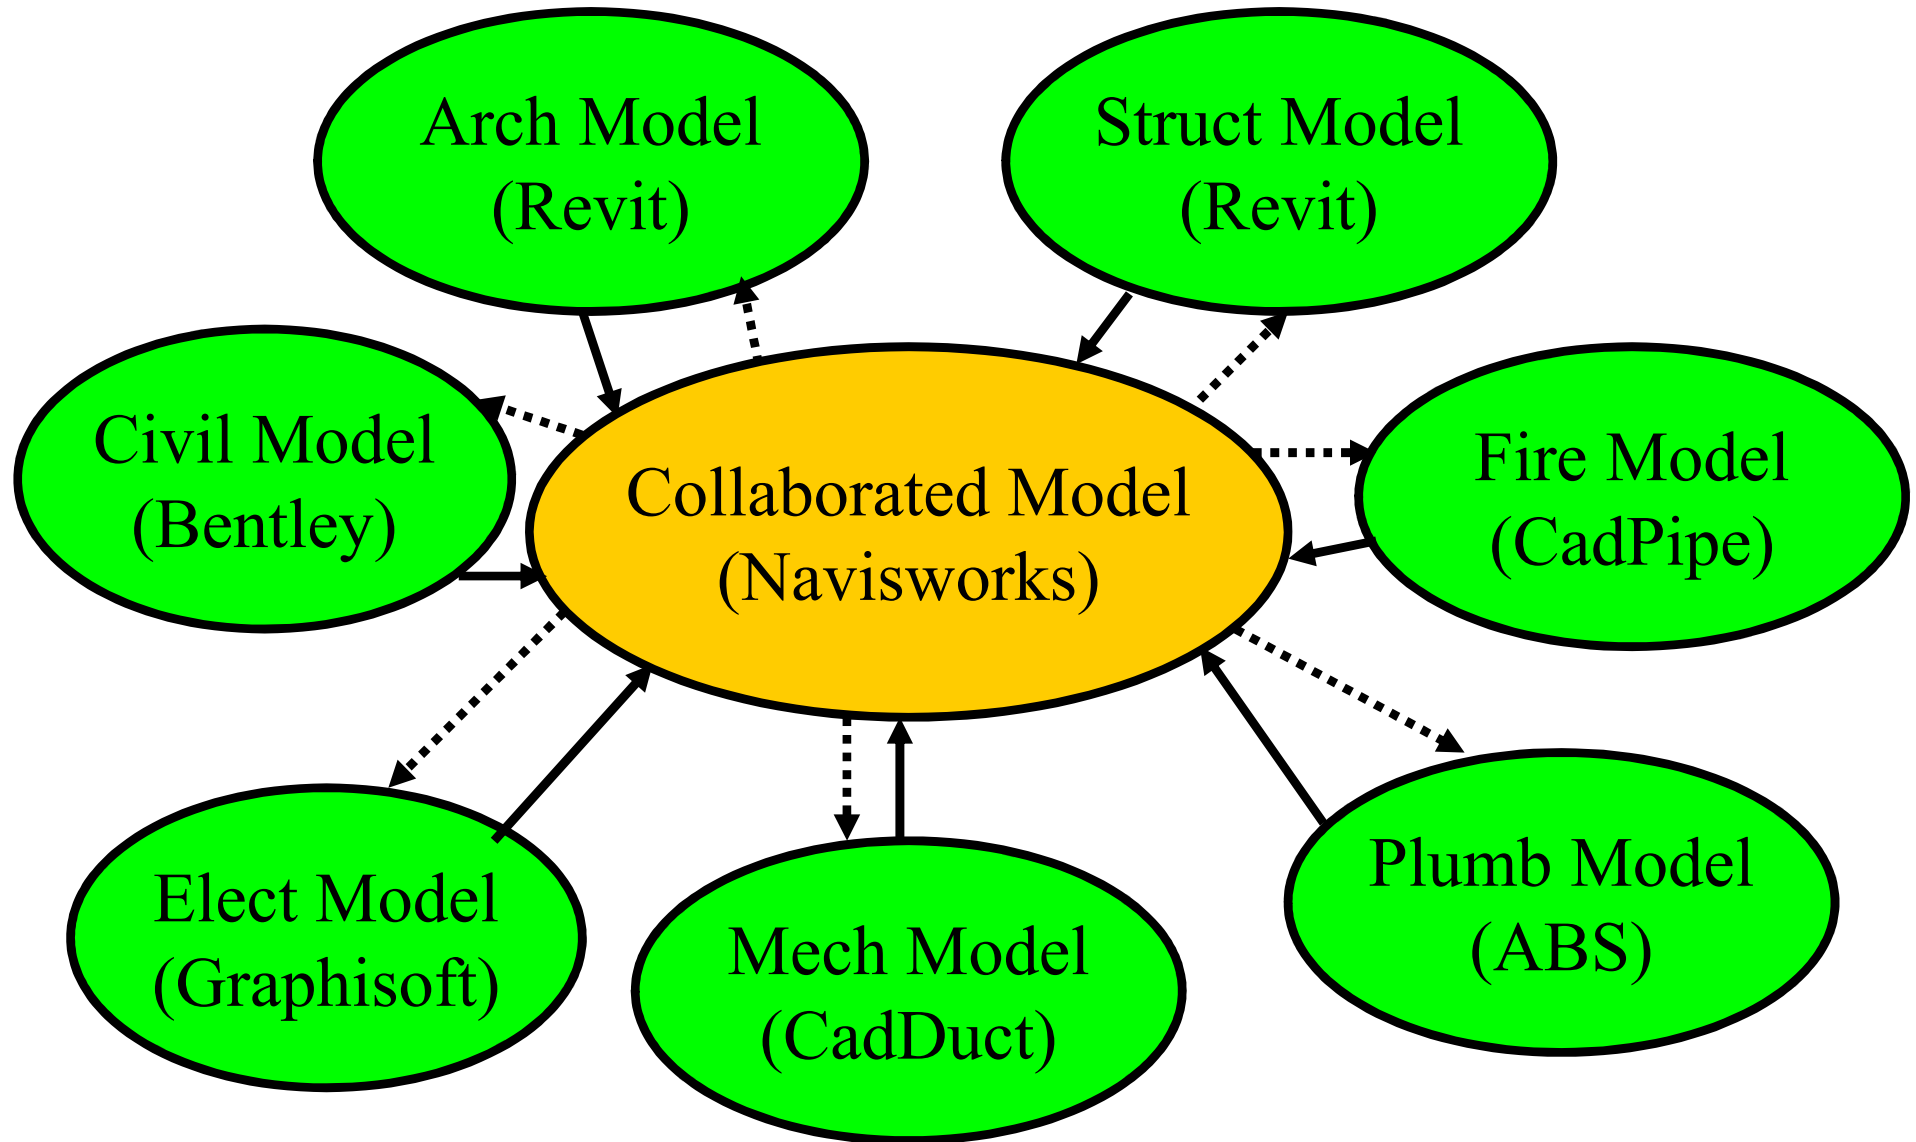 Arch Model
(Revit)
Struct Model
(Revit)
Civil Model
(Bentley)
Collaborated Model
(Navisworks)
Fire Model
(CadPipe)
Elect Model
(Graphisoft)
Mech Model
(CadDuct)
Plumb Model
(ABS)